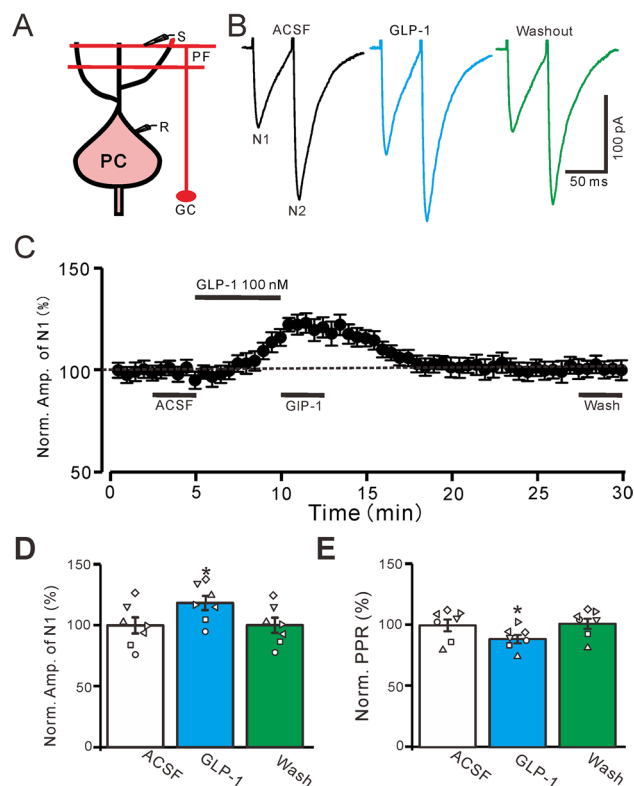 A
S
PF
R
PC
GC
B
ACSF
GLP-1
Washout
N1
N2
100 pA
50 ms
C
Norm. Amp. of N1 (%)
150
100
50
GLP-1 100 nM
ACSF
GIP-1
Wash
0
5
10
15
20
25
30
Time (min)
D
Norm. Amp. of N1 (%)
150
100
50
0
*
ACSF
GLP-1
Wash
E
Norm. PPR (%)
150
100
50
0
*
ACSF
GLP-1
Wash